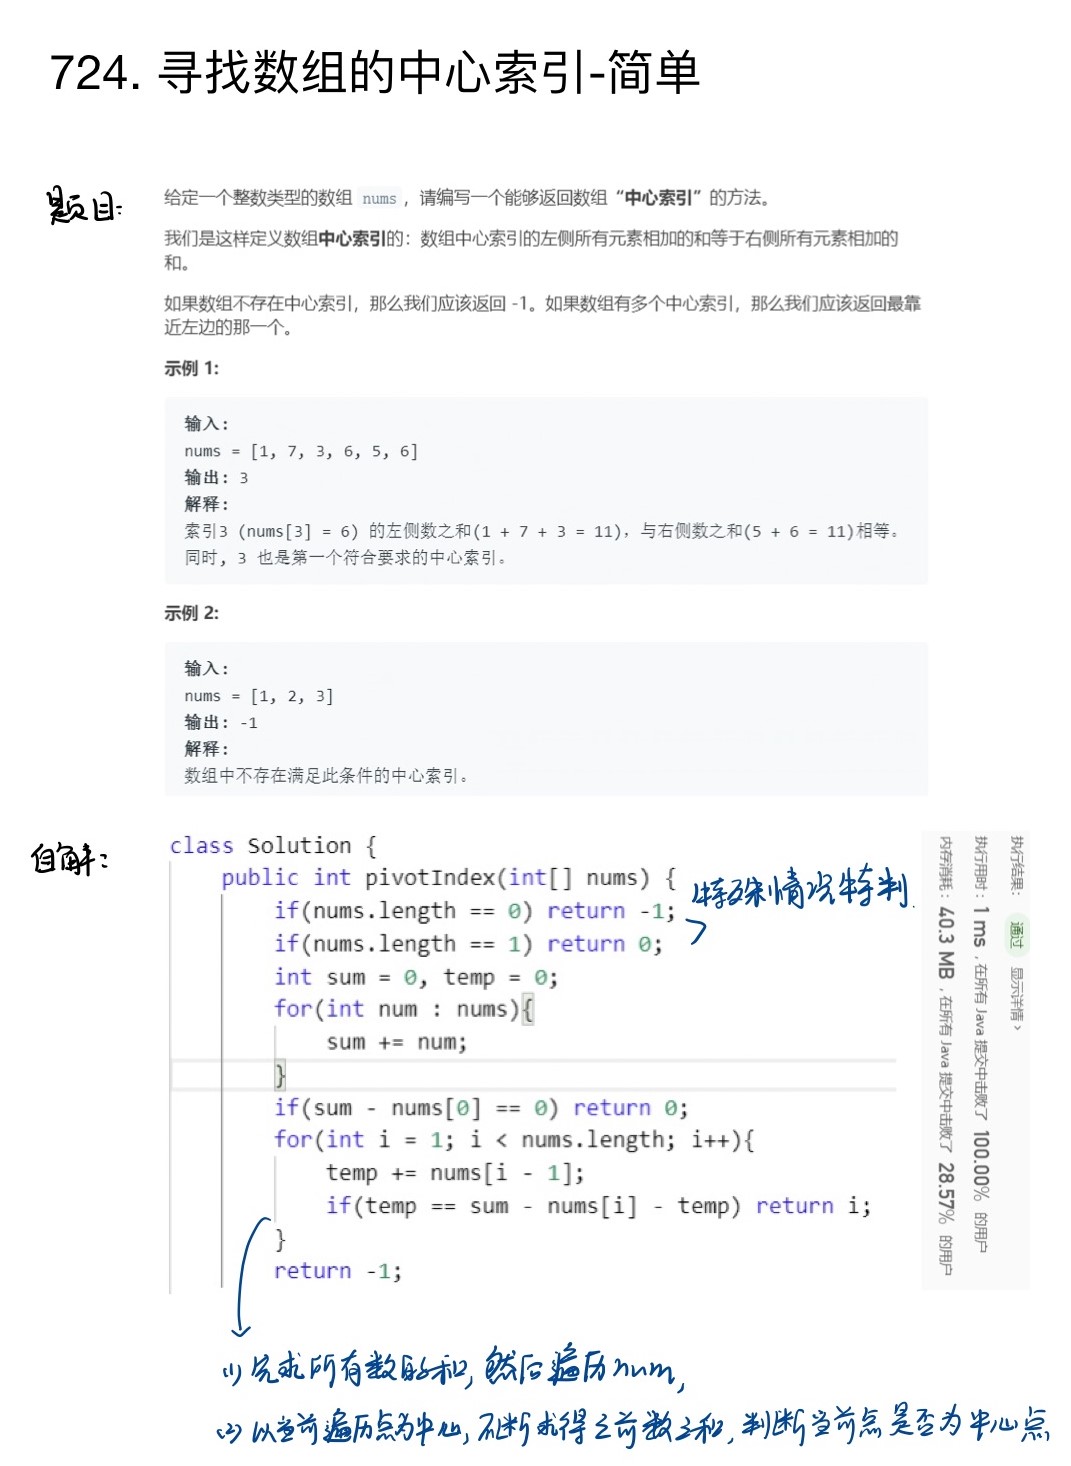 724. 寻找数组的中心索引-简单
题目:
给定一个整数类型的数组 nums ，请编写一个能够返回数组 “中心索引” 的方法。
我们是这样定义数组中心索引的：数组中心索引的左侧所有元素相加的和等于右侧所有元素相加的
和。
如果数组不存在中心索引，那么我们应该返回 -1。如果数组有多个中心索引，那么我们应该返回最靠
近左边的那一个。
示例 1:
输入:
nums = [1, 7, 3, 6, 5, 6]
输出: 3
解释:
索引3 (nums[3] = 6) 的左侧数之和(1 + 7 + 3 = 11)，与右侧数之和(5 + 6 = 11)相等。
同时, 3 也是第一个符合要求的中心索引。
示例 2:
输入:
nums = [1, 2, 3]
输出: -1
解释:
数组中不存在满足此条件的中心索引。
自解:
class Solution {
public int pivotIndex(int[] nums) {
if(nums.length == 0) return -1;
if(nums.length == 1) return 0;
特殊情况特判.
int sum = 0, temp = 0;
for(int num : nums){
sum += num;
}
if(sum - nums[0] == 0) return 0;
for(int i = 1; i < nums.length; i++){
temp += nums[i - 1];
if(temp == sum - nums[i] - temp) return i;
}
return -1;
执行结果: 通过 显示详情 >
执行用时: 1 ms , 在所有 Java 提交中击败了 100.00% 的用户
内存消耗: 40.3 MB , 在所有 Java 提交中击败了 28.57% 的用户
(1) 先求所有数的和, 然后遍历num,
(2) 以当前遍历点为中心, 不断求得之前数之和, 判断当前点是否为中心点